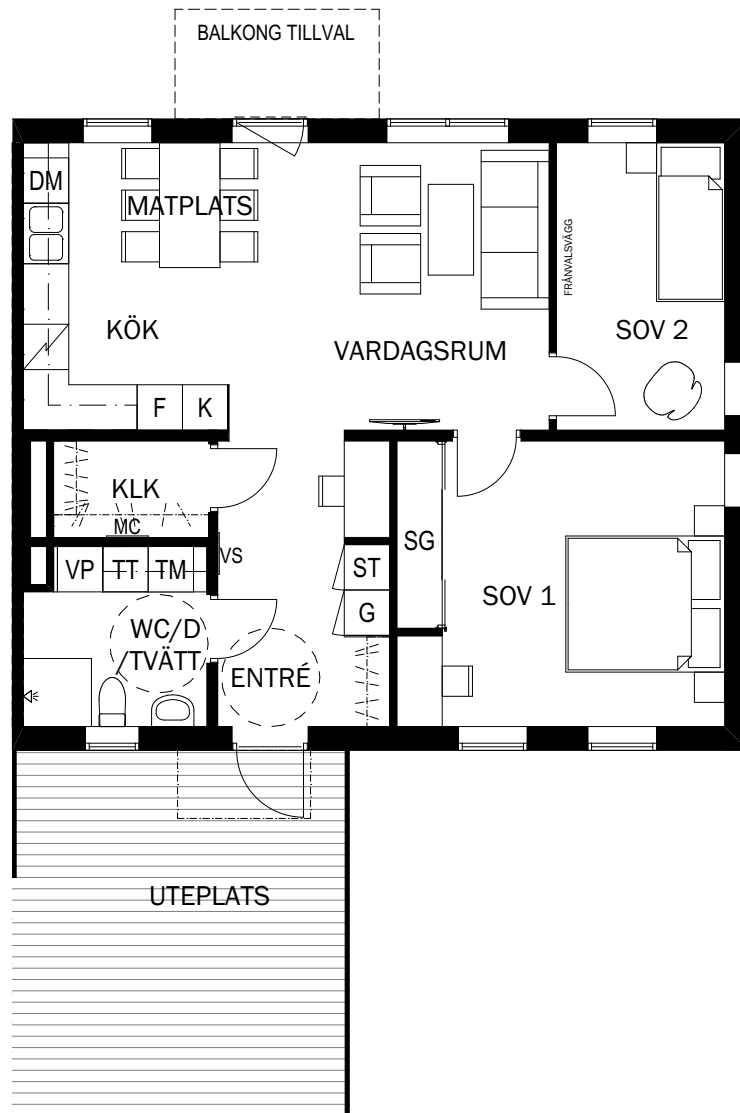 BALKONG TILLVAL
DM
MATPLATS
FRÅNVALSVÄGG
KÖK
VARDAGSRUM
SOV 2
F
K
KLK
MC
VS
SG
ST
VP
TT
TM
SOV 1
G
WC/D
/TVÄTT
ENTRÉ
UTEPLATS